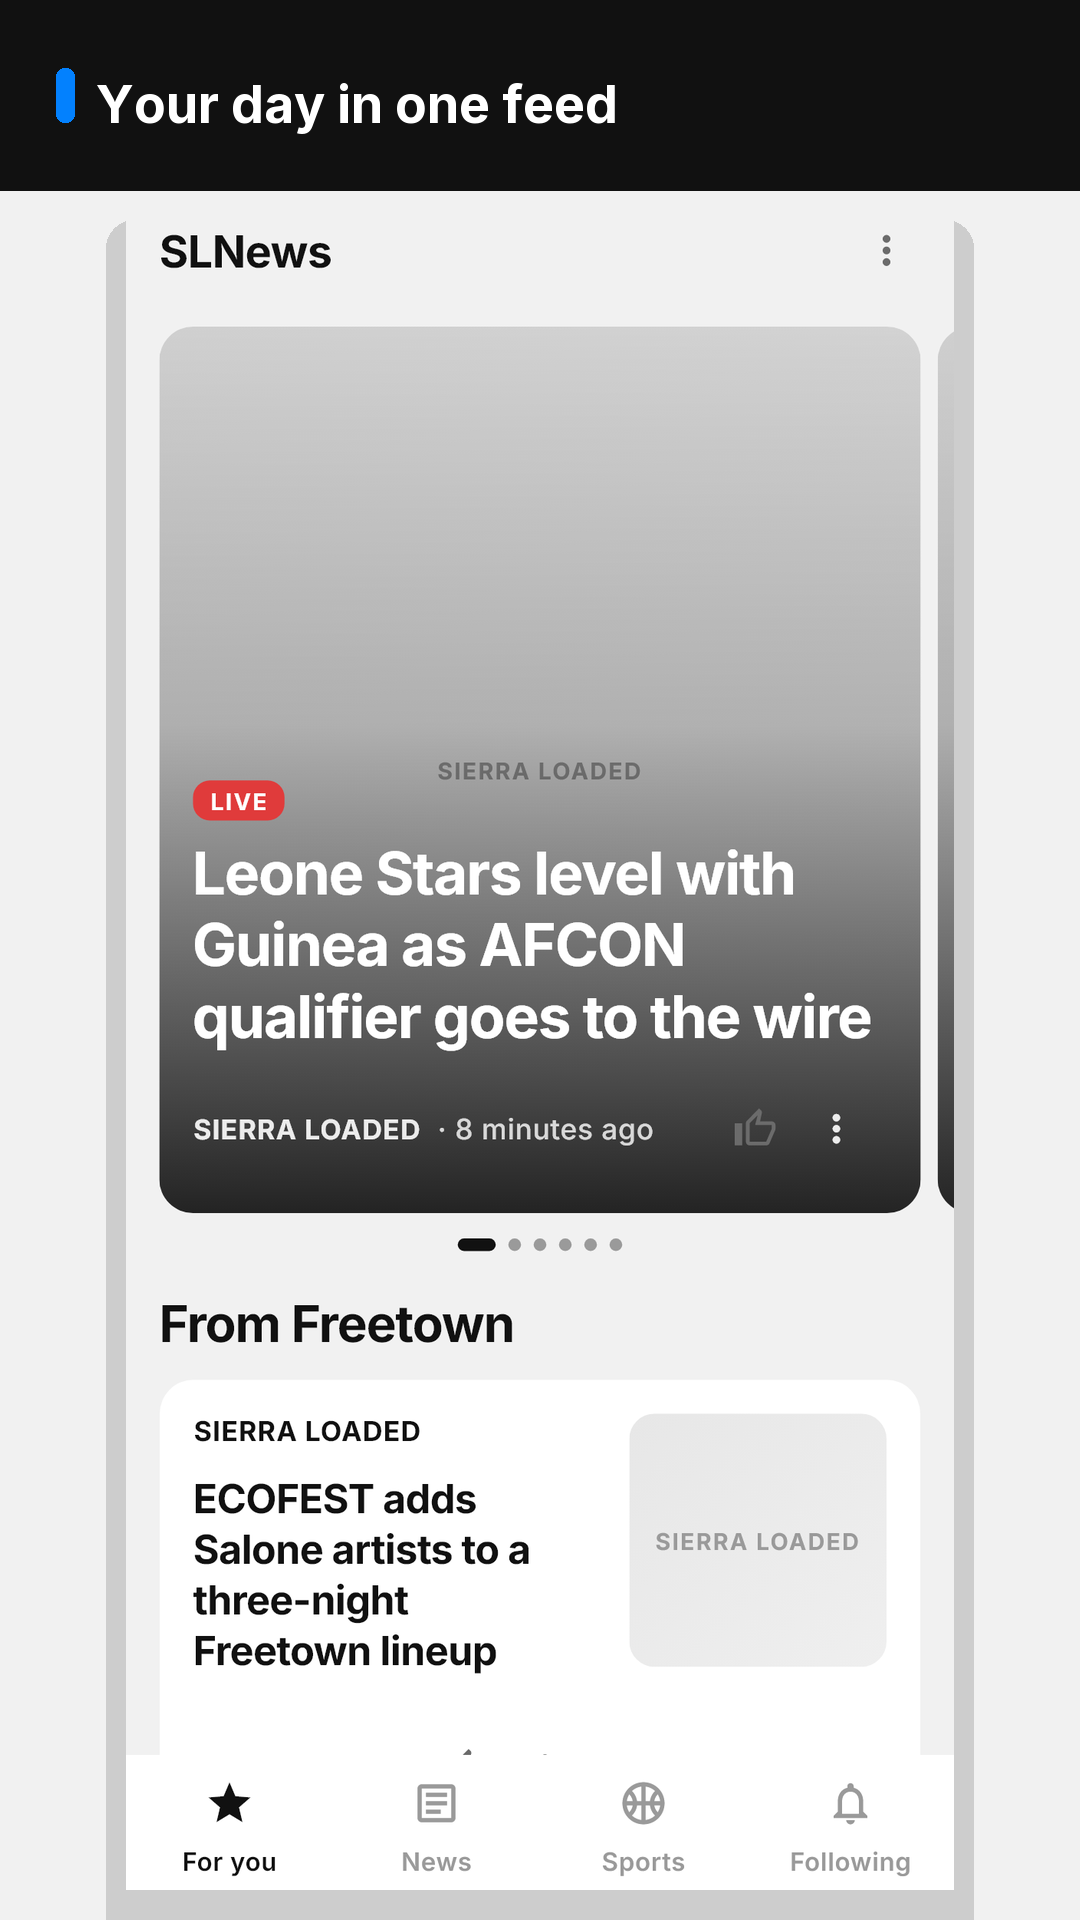 Your day in one feed
SLNews
SIERRA LOADED
LIVE
Leone Stars level with
Guinea as AFCON
qualifier goes to the wire
SIERRA LOADED · 8 minutes ago
From Freetown
SIERRA LOADED
ECOFEST adds
Salone artists to a
three-night
Freetown lineup
SIERRA LOADED
For you
News
Sports
Following